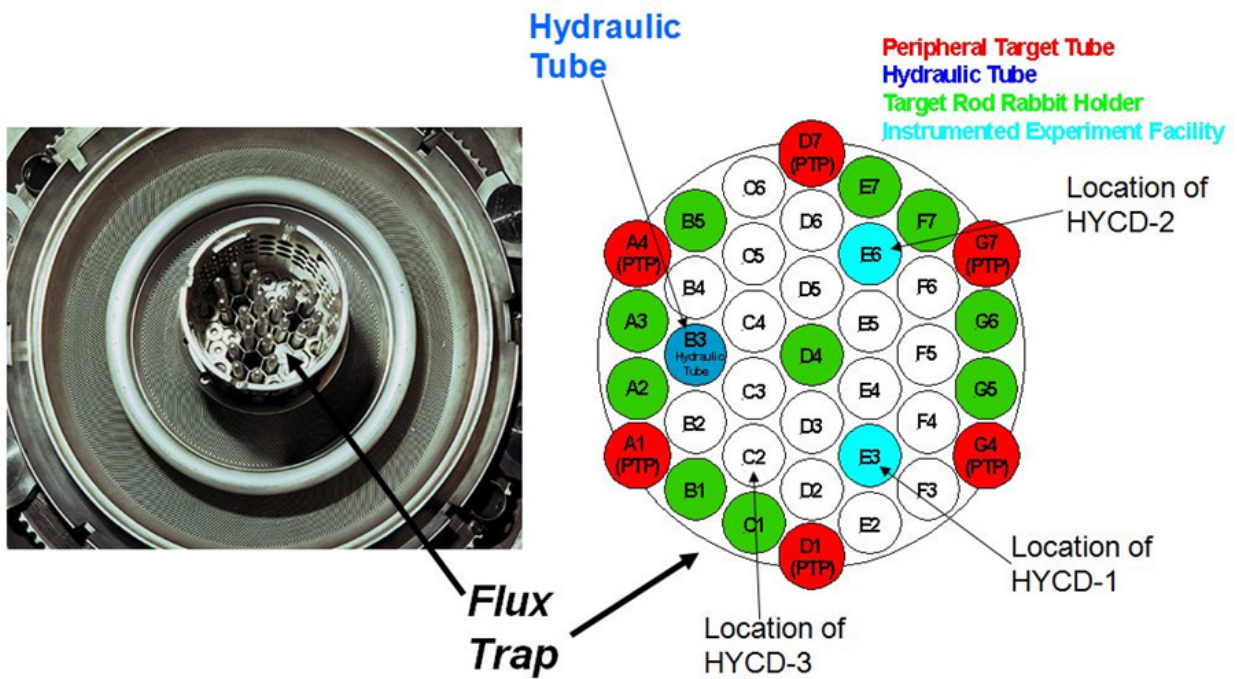 Hydraulic
Tube
Peripheral Target Tube
Hydraulic Tube
Target Rod Rabbit Holder
Instrumented Experiment Facility
Location of
HYCD-2
D7
(PTP)
C6
E7
B5
D6
F7
A4
(PTP)
C5
E6
G7
(PTP)
B4
D5
F6
A3
C4
E5
G6
B3
Hydraulic
Tube
D4
F5
A2
C3
E4
G5
B2
D3
F4
A1
(PTP)
C2
E3
G4
(PTP)
B1
D2
F3
C1
E2
D1
(PTP)
Location of
HYCD-1
Flux
Trap
Location of
HYCD-3